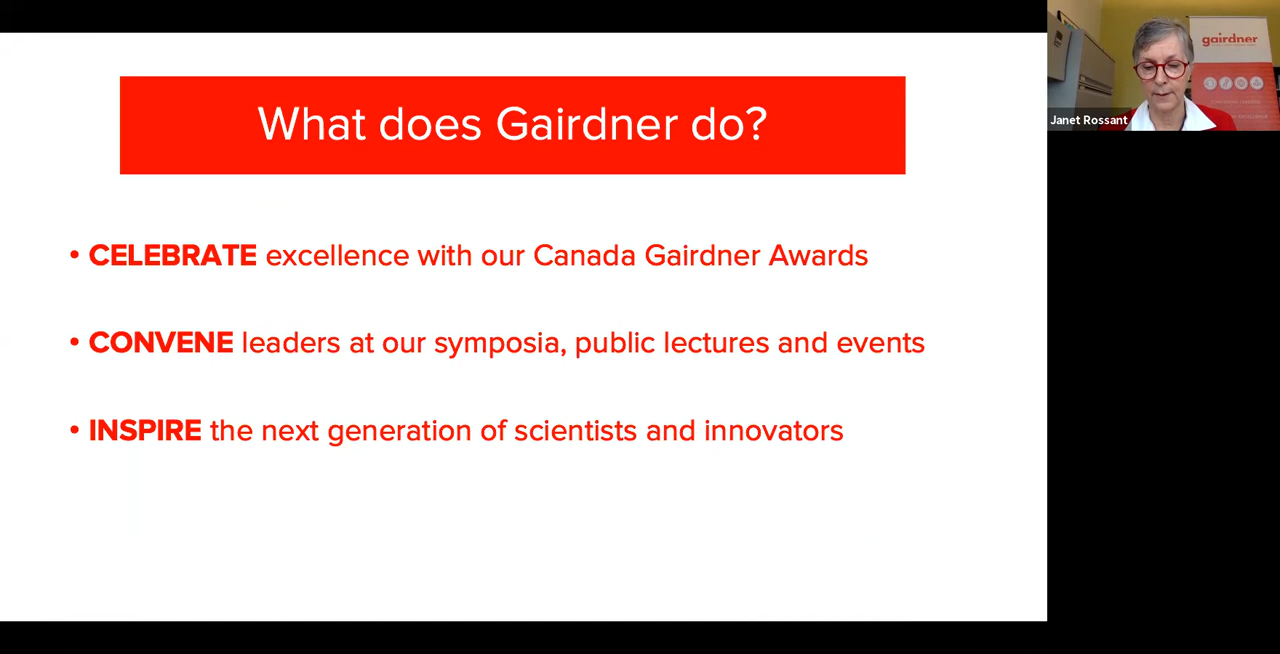 What does Gairdner do?
• CELEBRATE excellence with our Canada Gairdner Awards
• CONVENE leaders at our symposia, public lectures and events
• INSPIRE the next generation of scientists and innovators
gairdner
Janet Rossant